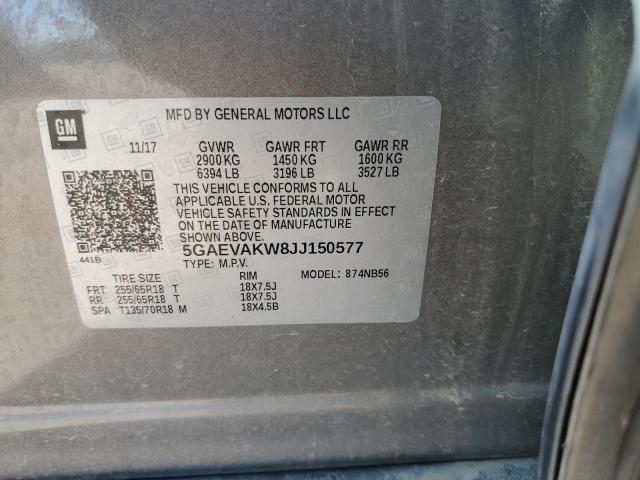 GM
MFD BY GENERAL MOTORS LLC
11/17 GVWR GAWR FRT GAWR RR
2900 KG 1450 KG 1600 KG
6394 LB 3196 LB 3527 LB
THIS VEHICLE CONFORMS TO ALL
APPLICABLE U.S. FEDERAL MOTOR
VEHICLE SAFETY STANDARDS IN EFFECT
ON THE DATE OF MANUFACTURE
SHOWN ABOVE.
441B 5GAEVAKW8JJ150577
TYPE: M.P.V. MODEL: 874NB56
TIRE SIZE RIM
FRT 255/65R18 T 18X7.5J
RR 255/65R18 T 18X7.5J
SPA T135/70R18 M 18X4.5B